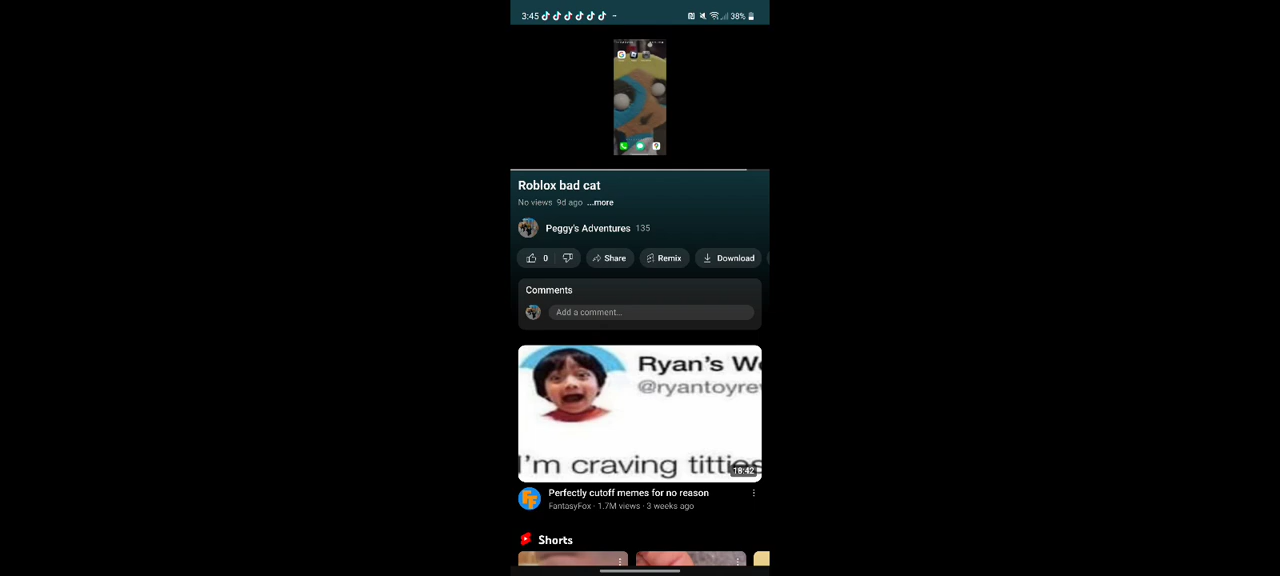 3:45
38%
Roblox bad cat
No views 9d ago ...more
Peggy's Adventures 135
0
Share
Remix
Download
Comments
Add a comment...
Ryan's We
@ryantoyrev
I'm craving titties
18:42
Perfectly cutoff memes for no reason
FantasyFox · 1.7M views · 3 weeks ago
Shorts